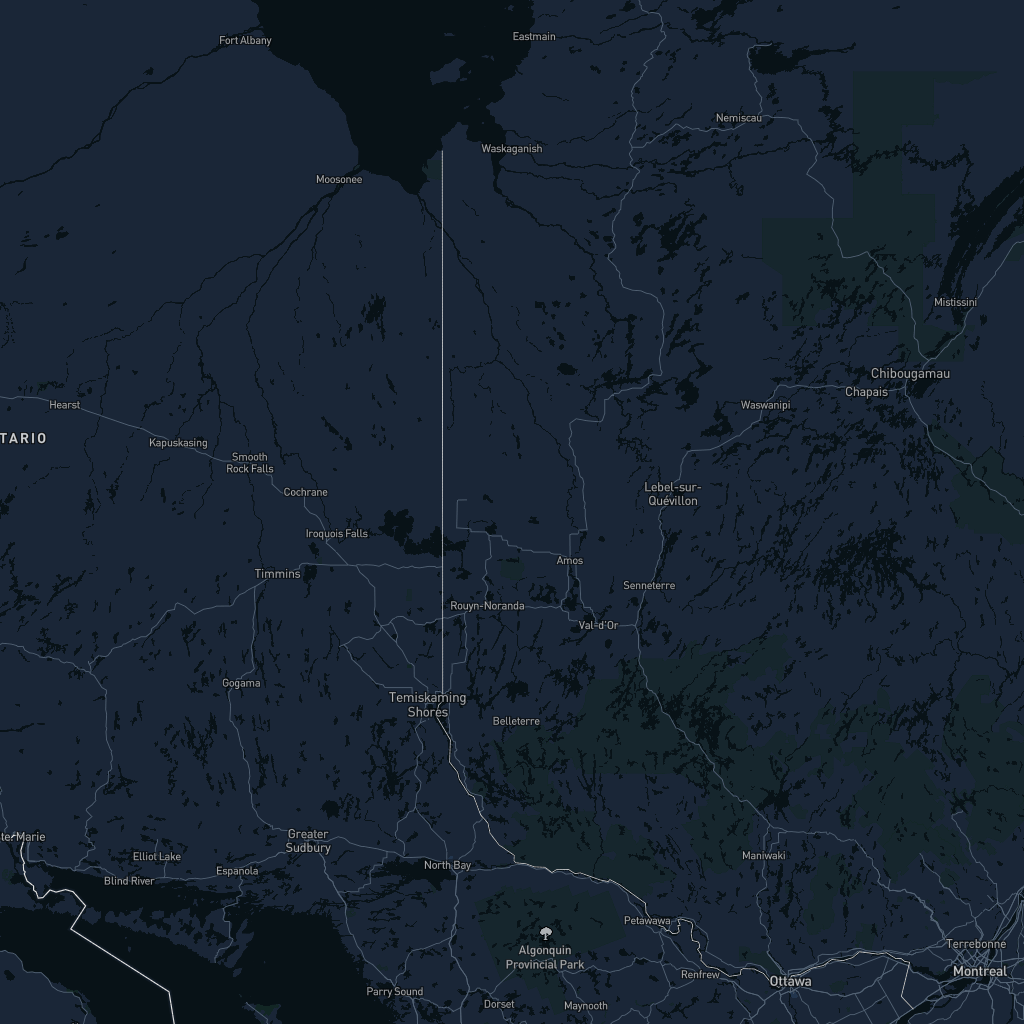 Eastmain
Fort Albany
Nemiscau
Waskaganish
Moosonee
Mistissini
Chibougamau
Chapais
Waswanipi
Hearst
TARIO
Kapuskasing
Smooth
Rock Falls
Cochrane
Lebel-sur-
Quévillon
Iroquois Falls
Amos
Timmins
Senneterre
Rouyn-Noranda
Val-d'Or
Gogama
Temiskaming
Shores
Belleterre
te. Marie
Greater
Sudbury
Elliot Lake
Maniwaki
North Bay
Espanola
Blind River
Petawawa
Terrebonne
Algonquin
Provincial Park
Renfrew
Montreal
Ottawa
Parry Sound
Dorset
Maynooth